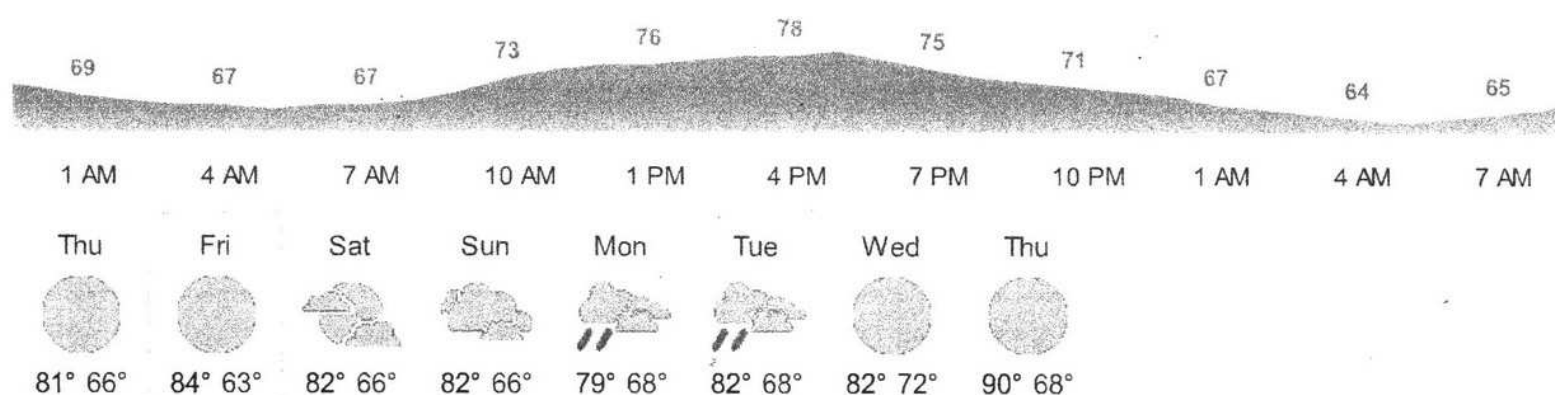 69 67 67 73 76 78 75 71 67 64 65
1 AM 4 AM 7 AM 10 AM 1 PM 4 PM 7 PM 10 PM 1 AM 4 AM 7 AM
Thu Fri Sat Sun Mon Tue Wed Thu
81° 66° 84° 63° 82° 66° 82° 66° 79° 68° 82° 68° 82° 72° 90° 68°